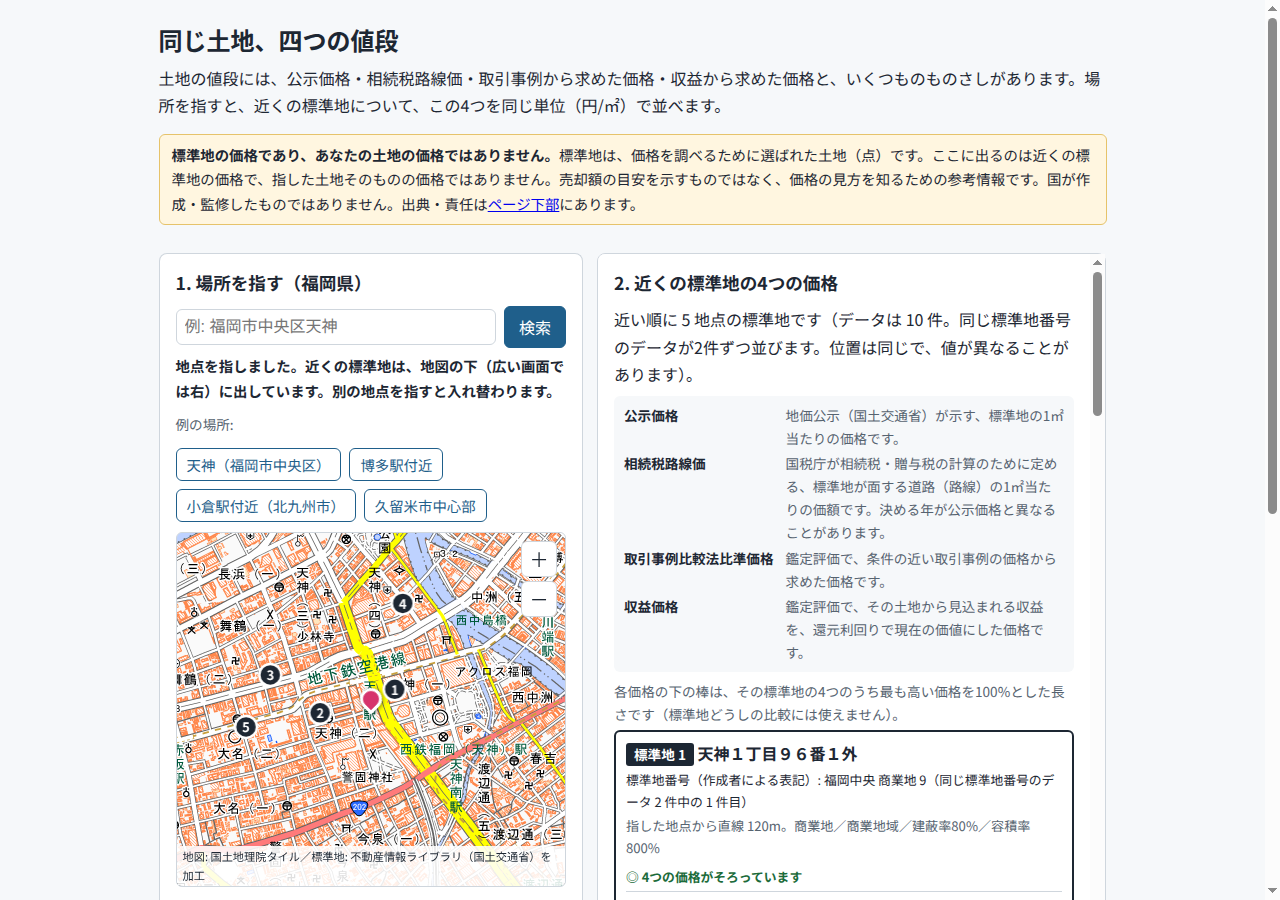 同じ土地、四つの値段
土地の値段には、公示価格・相続税路線価・取引事例から求めた価格・収益から求めた価格と、いくつものものさしがあります。場
所を指すと、近くの標準地について、この4つを同じ単位（円/㎡）で並べます。
標準地の価格であり、あなたの土地の価格ではありません。標準地は、価格を調べるために選ばれた土地（点）です。ここに出るのは近くの標
準地の価格で、指した土地そのものの価格ではありません。売却額の目安を示すものではなく、価格の見方を知るための参考情報です。国が作
成・監修したものではありません。出典・責任はページ下部にあります。
1. 場所を指す（福岡県）
例: 福岡市中央区天神
検索
地点を指しました。近くの標準地は、地図の下（広い画面で
は右）に出しています。別の地点を指すと入れ替わります。
例の場所:
天神（福岡市中央区）
博多駅付近
小倉駅付近（北九州市）
久留米市中心部
公園
3.2
(三)
長浜（一）
天神
天神（四）
＋
－
4
中洲
舞鶴（一）
三
少林寺
西中島橋
川端駅
地下鉄空港線
アクロス福岡
3
舞鶴（二）
1
西中洲
2
天神（二）
5
大名（二）
赤坂駅
西鉄福岡（天神）駅
春吉
警固神社
天神南駅
渡辺通
大名（一）
202
今泉（一）
（五）
渡辺通（三
地図: 国土地理院タイル／標準地: 不動産情報ライブラリ（国土交通省）を
加工
2. 近くの標準地の4つの価格
近い順に 5 地点の標準地です（データは 10 件。同じ標準地番号
のデータが2件ずつ並びます。位置は同じで、値が異なることが
あります）。
公示価格
地価公示（国土交通省）が示す、標準地の1㎡
当たりの価格です。
相続税路線価
国税庁が相続税・贈与税の計算のために定め
る、標準地が面する道路（路線）の1㎡当た
りの価額です。決める年が公示価格と異なる
ことがあります。
取引事例比較法比準価格
鑑定評価で、条件の近い取引事例の価格から
求めた価格です。
収益価格
鑑定評価で、その土地から見込まれる収益
を、還元利回りで現在の価値にした価格で
す。
各価格の下の棒は、その標準地の4つのうち最も高い価格を100%とした長
さです（標準地どうしの比較には使えません）。
標準地 1 天神１丁目９６番１外
標準地番号（作成者による表記）: 福岡中央 商業地 9（同じ標準地番号のデ
ータ 2 件中の 1 件目）
指した地点から直線 120m。商業地／商業地域／建蔽率80%／容積率
800%
◎ 4つの価格がそろっています